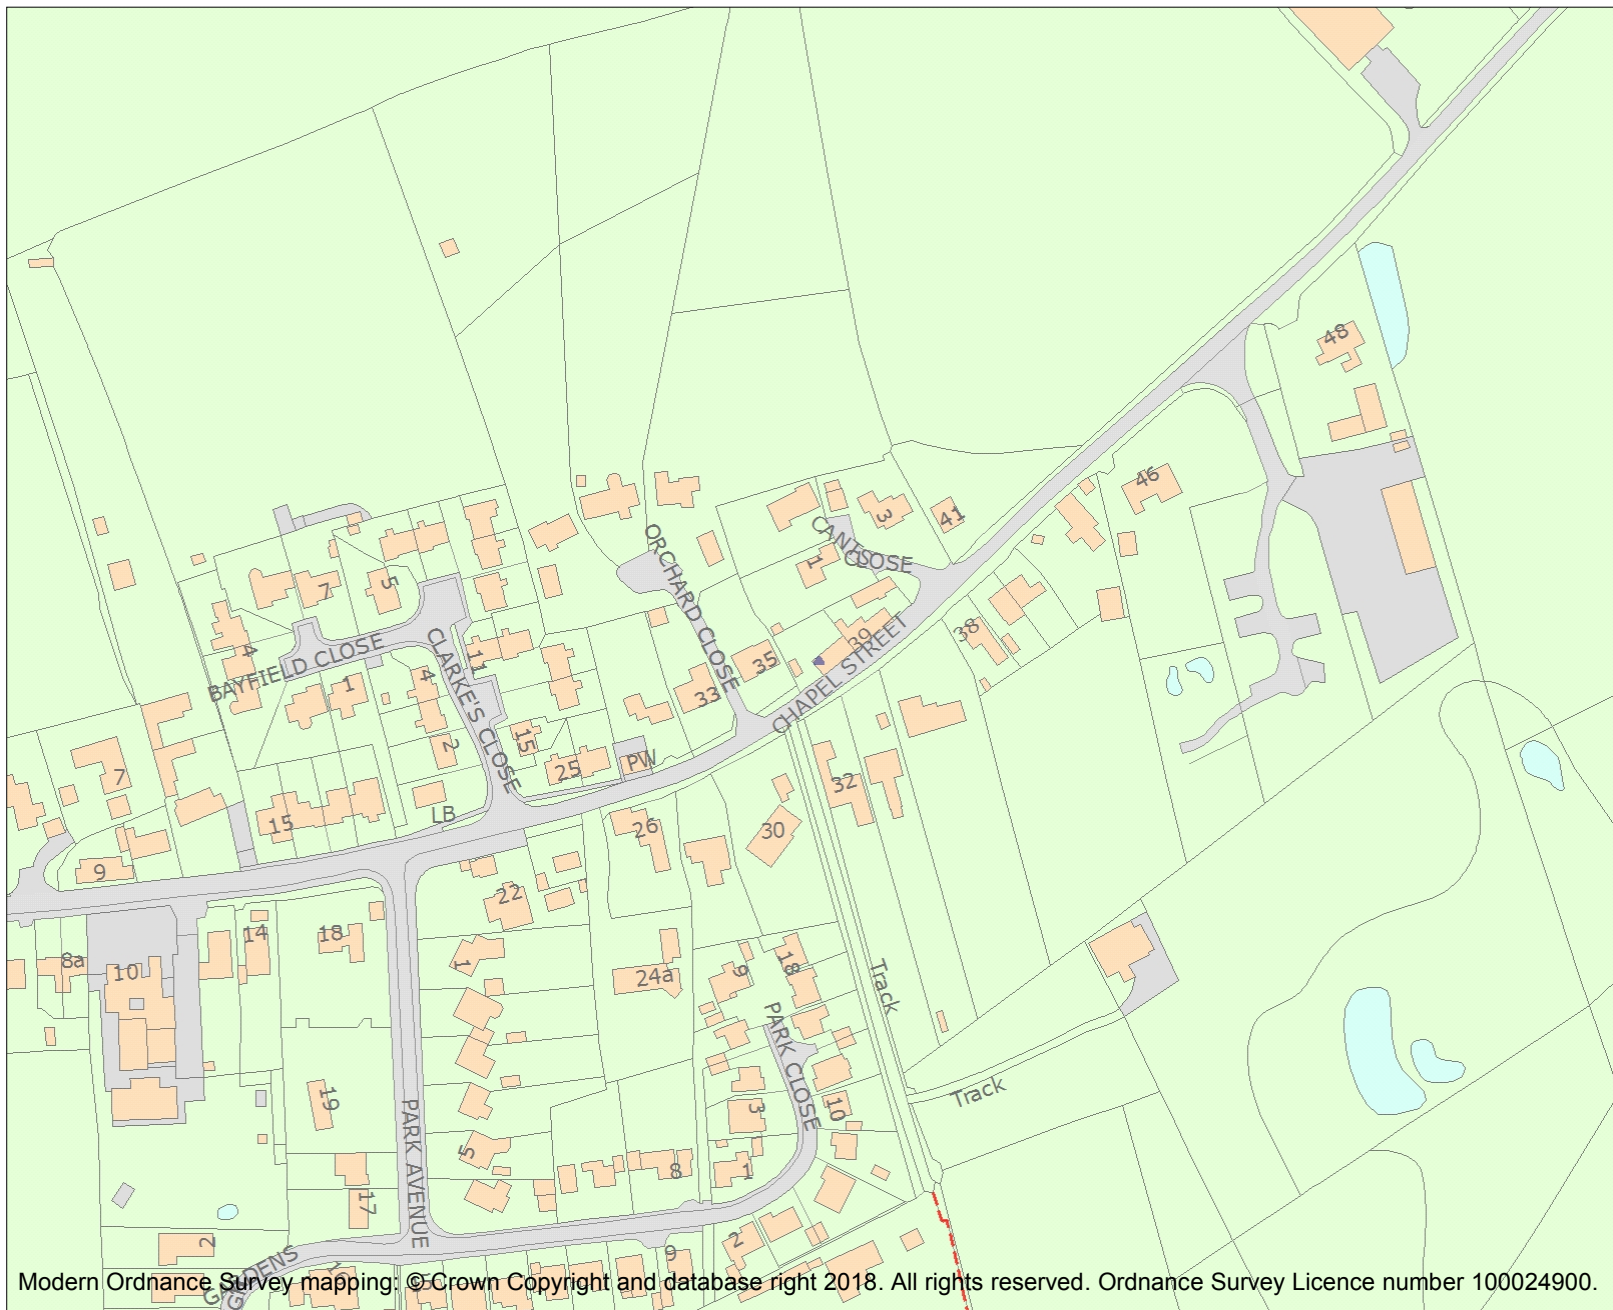 48
46
41
3
CANTS
CLOSE
1
ORCHARD CLOSE
7
5
4
BAYFIELD CLOSE
1
CLARKE'S CLOSE
11
4
2
15
38
39
35
33
CHAPEL STREET
PW
25
7
15
LB
32
30
26
9
22
14
18
8a
10
1
24a
9
18
Track
PARK CLOSE
Track
19
3
10
PARK AVENUE
5
8
1
17
2
2
9
GARDENS
16
Modern Ordnance Survey mapping: © Crown Copyright and database right 2018. All rights reserved. Ordnance Survey Licence number 100024900.